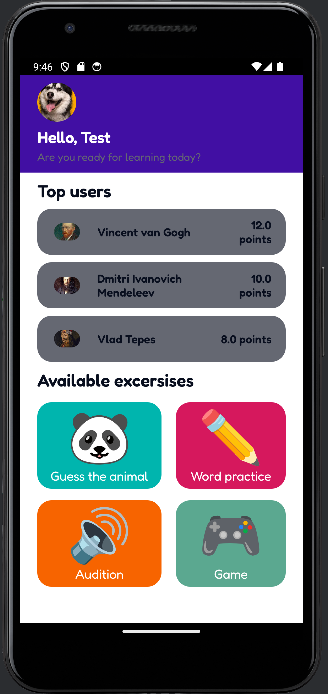 9:46
Hello, Test
Are you ready for learning today?
Top users
Vincent van Gogh
12.0
points
Dmitri Ivanovich
Mendeleev
10.0
points
Vlad Tepes
8.0 points
Available excersises
Guess the animal
Word practice
Audition
Game